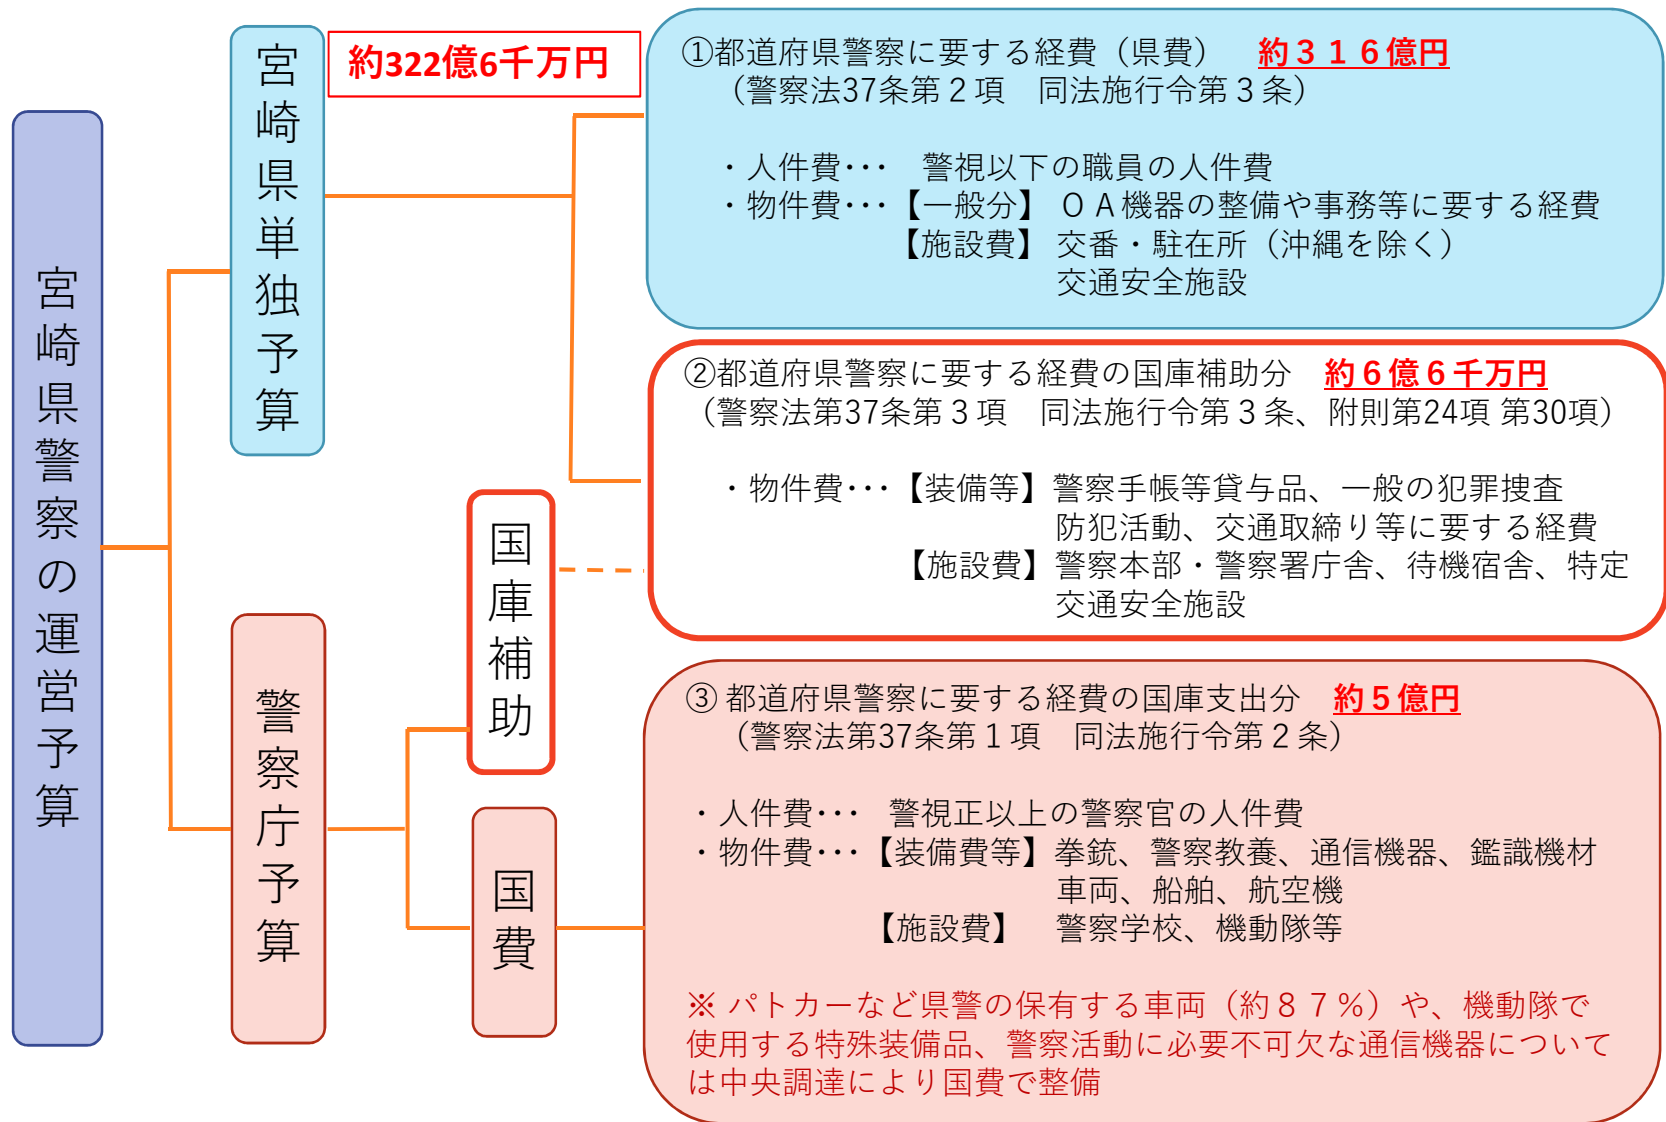 宮崎県警察の運営予算
宮崎県単独予算
約322億6千万円
①都道府県警察に要する経費（県費）　約３１６億円
（警察法37条第２項　同法施行令第３条）
・人件費･･･　警視以下の職員の人件費
・物件費･･･【一般分】ＯＡ機器の整備や事務等に要する経費
【施設費】交番・駐在所（沖縄を除く）
交通安全施設
②都道府県警察に要する経費の国庫補助分　約６億６千万円
（警察法第37条第３項　同法施行令第３条、附則第24項 第30項）
・物件費･･･【装備等】警察手帳等貸与品、一般の犯罪捜査
防犯活動、交通取締り等に要する経費
【施設費】警察本部・警察署庁舎、待機宿舎、特定
交通安全施設
警察庁予算
国庫補助
国費
③ 都道府県警察に要する経費の国庫支出分　約５億円
（警察法第37条第１項　同法施行令第２条）
・人件費･･･　警視正以上の警察官の人件費
・物件費･･･【装備費等】拳銃、警察教養、通信機器、鑑識機材
車両、船舶、航空機
【施設費】　警察学校、機動隊等
※ パトカーなど県警の保有する車両（約８７％）や、機動隊で
使用する特殊装備品、警察活動に必要不可欠な通信機器について
は中央調達により国費で整備